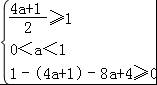 (4a+1)/2 ⩾ 1
0<a<1
1-(4a+1)-8a+4⩾0